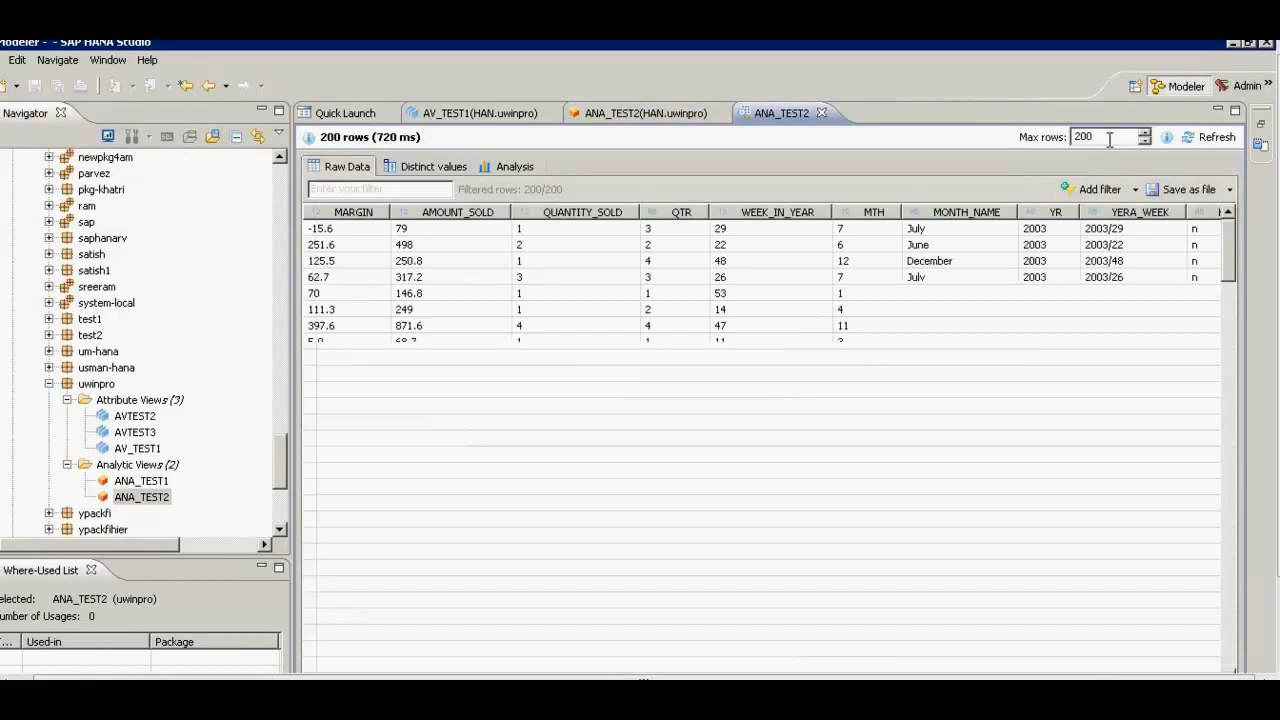 Modeler - - SAP HANA Studio
Edit Navigate Window Help
Modeler Admin
Navigator
newpkg4am
parvez
pkg-khatri
ram
sap
saphanarv
satish
satish1
sreeram
system-local
test1
test2
um-hana
usman-hana
uwinpro
Attribute Views (3)
AVTEST2
AVTEST3
AV_TEST1
Analytic Views (2)
ANA_TEST1
ANA_TEST2
ypackfi
ypackfihier
Where-Used List
elected: ANA_TEST2 (uwinpro)
umber of Usages: 0
T... Used-in Package
Quick Launch AV_TEST1(HAN.uwinpro) ANA_TEST2(HAN.uwinpro) ANA_TEST2
200 rows (720 ms) Max rows: 200 Refresh
Raw Data Distinct values Analysis
Enter your filter Filtered rows: 200/200 Add filter Save as file
MARGIN AMOUNT_SOLD QUANTITY_SOLD QTR WEEK_IN_YEAR MTH MONTH_NAME YR YERA_WEEK
-15.6 79 1 3 29 7 July 2003 2003/29 n
251.6 498 2 2 22 6 June 2003 2003/22 n
125.5 250.8 1 4 48 12 December 2003 2003/48 n
62.7 317.2 3 3 26 7 July 2003 2003/26 n
70 146.8 1 1 53 1
111.3 249 1 2 14 4
397.6 871.6 4 4 47 11